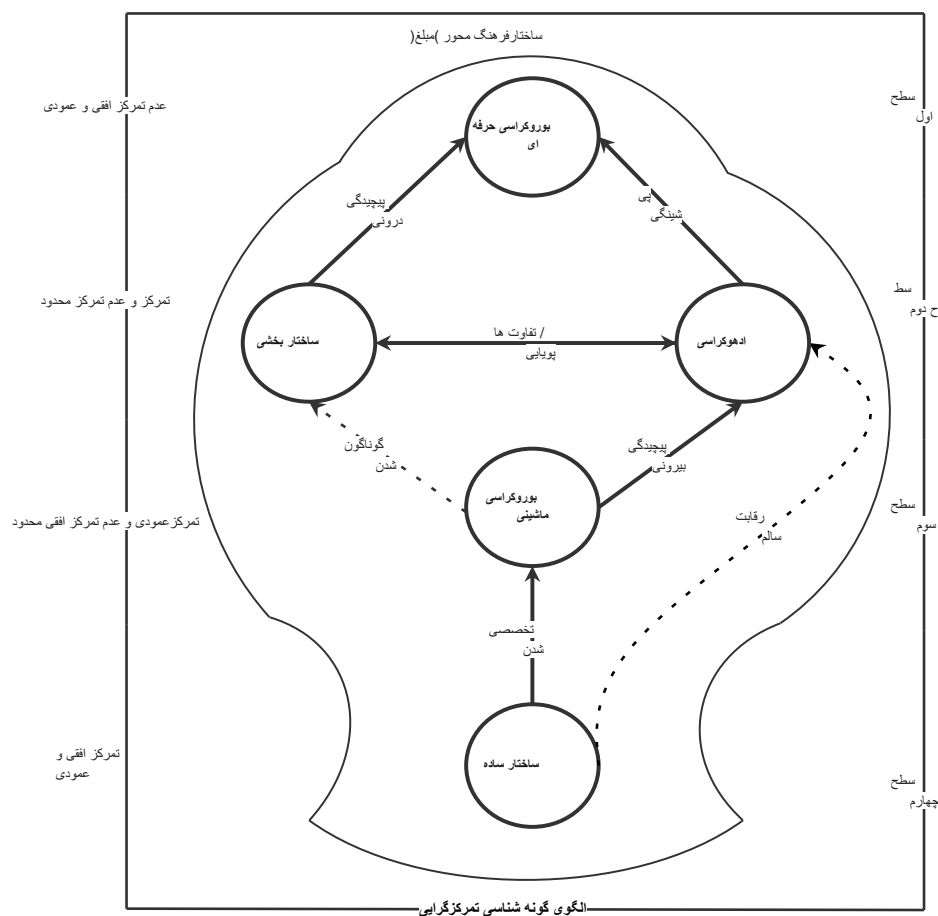 ساختارفرهنگ محور )مبلغ(
سطح
اول
عدم تمرکز افقی و عمودی
بوروکراسی حرفه
ای
پیچیدگی
درونی
پی
شینگی
سط
ح دوم
تمرکز و عدم تمرکز محدود
ساختار بخشی
تفاوت ها /
پویایی
ادهوکراسی
گوناگون
شدن
پیچیدگی
بیرونی
سطح
سوم
تمرکزعمودی و عدم تمرکز افقی محدود
بوروکراسی
ماشینی
رقابت
سالم
تخصصی
شدن
سطح
چهارم
تمرکز افقی و
عمودی
ساختار ساده
الگوی گونه شناسی تمرکزگرایی